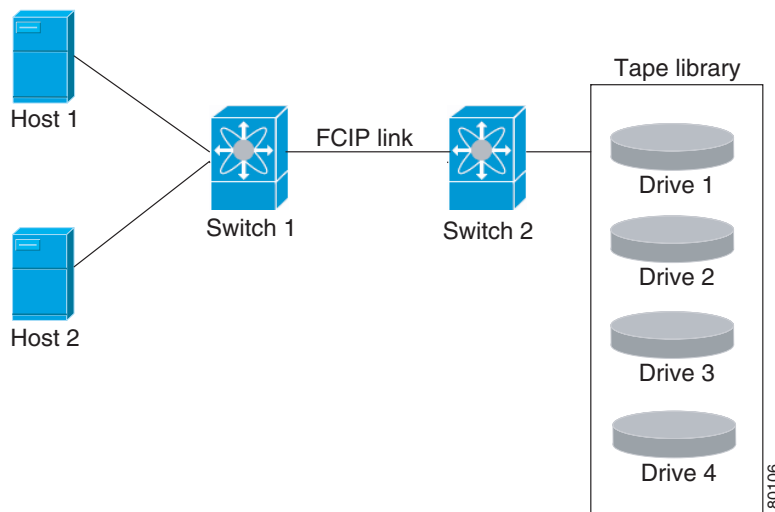 Host 1
Host 2
Switch 1
FCIP link
Switch 2
Tape library
Drive 1
Drive 2
Drive 3
Drive 4
80106